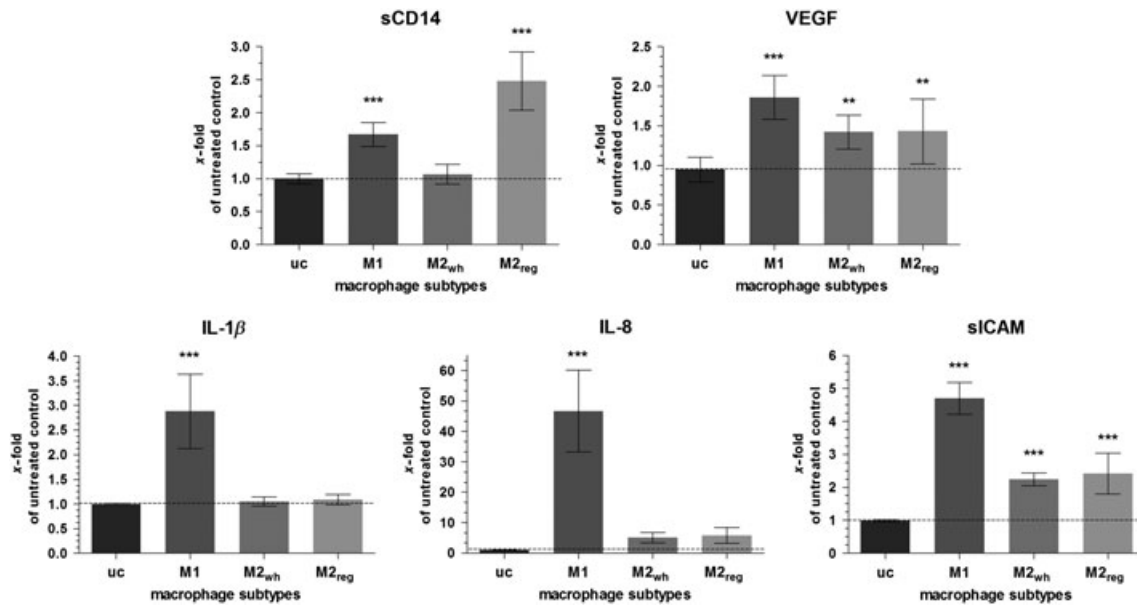 sCD14
x-fold
of untreated control
3.0
2.5
2.0
1.5
1.0
0.5
0.0
***
***
uc M1 M2wh M2reg
macrophage subtypes
VEGF
x-fold
of untreated control
2.5
2.0
1.5
1.0
0.5
0.0
***
**
**
uc M1 M2wh M2reg
macrophage subtypes
IL-1β
x-fold
of untreated control
4.0
3.5
3.0
2.5
2.0
1.5
1.0
0.5
0.0
***
uc M1 M2wh M2reg
macrophage subtypes
IL-8
x-fold
of untreated control
60
50
40
30
20
10
0
***
uc M1 M2wh M2reg
macrophage subtypes
sICAM
x-fold
of untreated control
6
5
4
3
2
1
0
***
***
***
uc M1 M2wh M2reg
macrophage subtypes